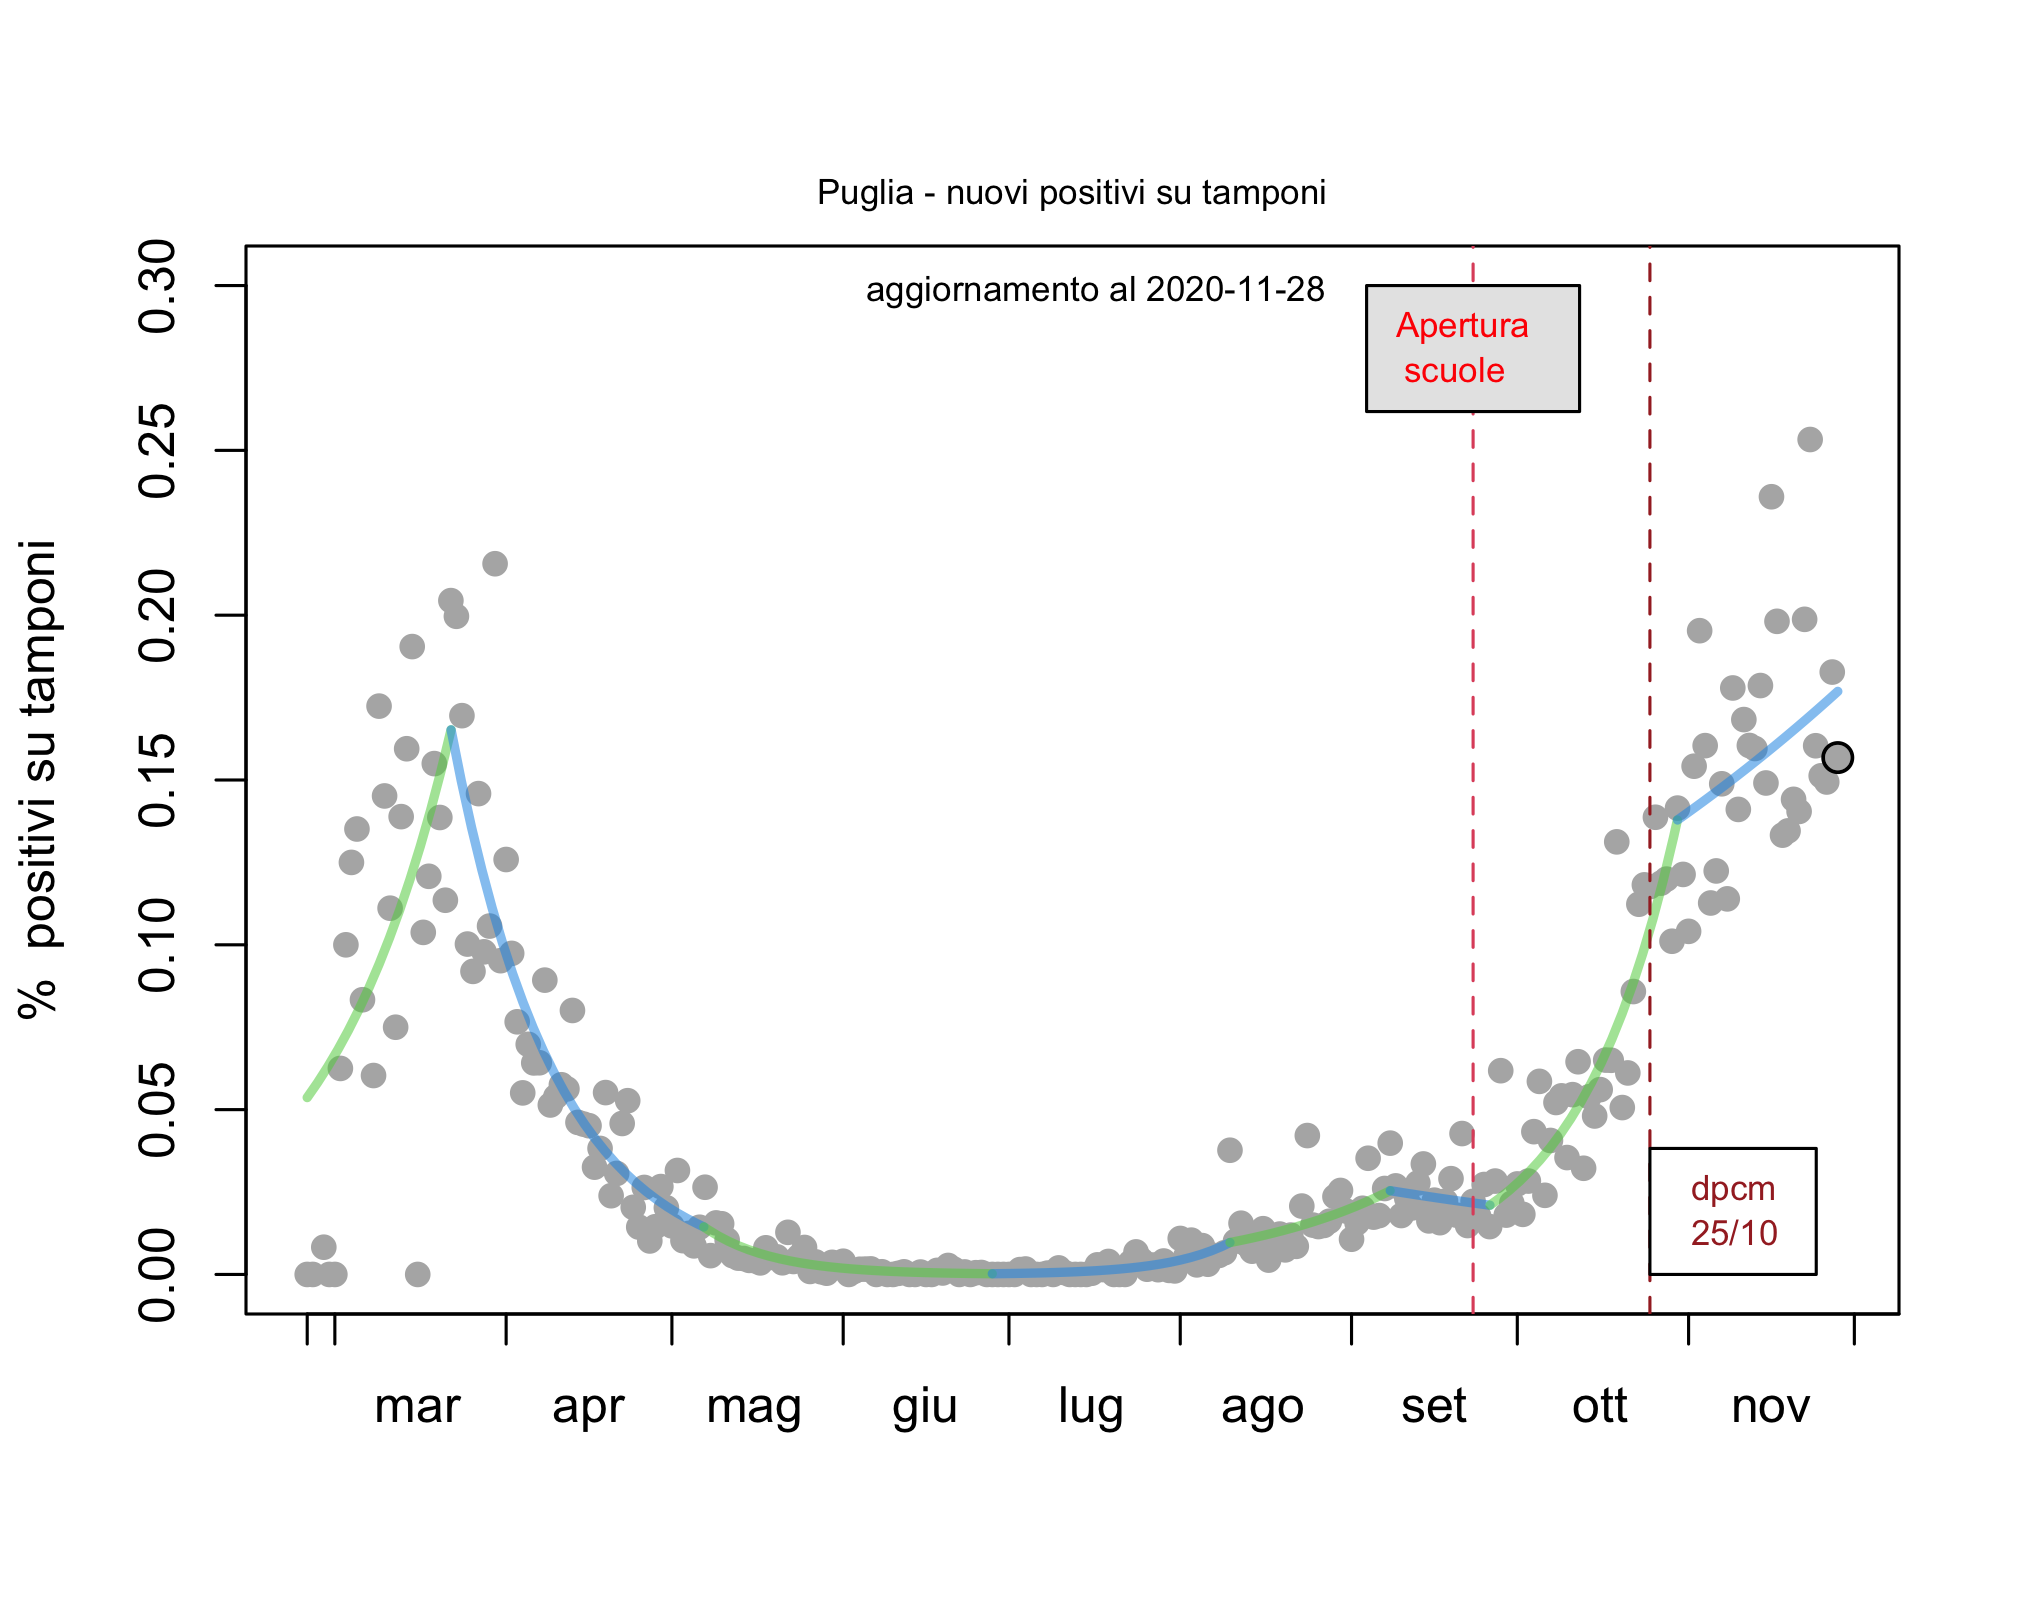 Puglia - nuovi positivi su tamponi
aggiornamento al 2020-11-28
Apertura
scuole
% positivi su tamponi
0.30
0.25
0.20
0.15
0.10
0.05
0.00
dpcm
25/10
mar apr mag giu lug ago set ott nov